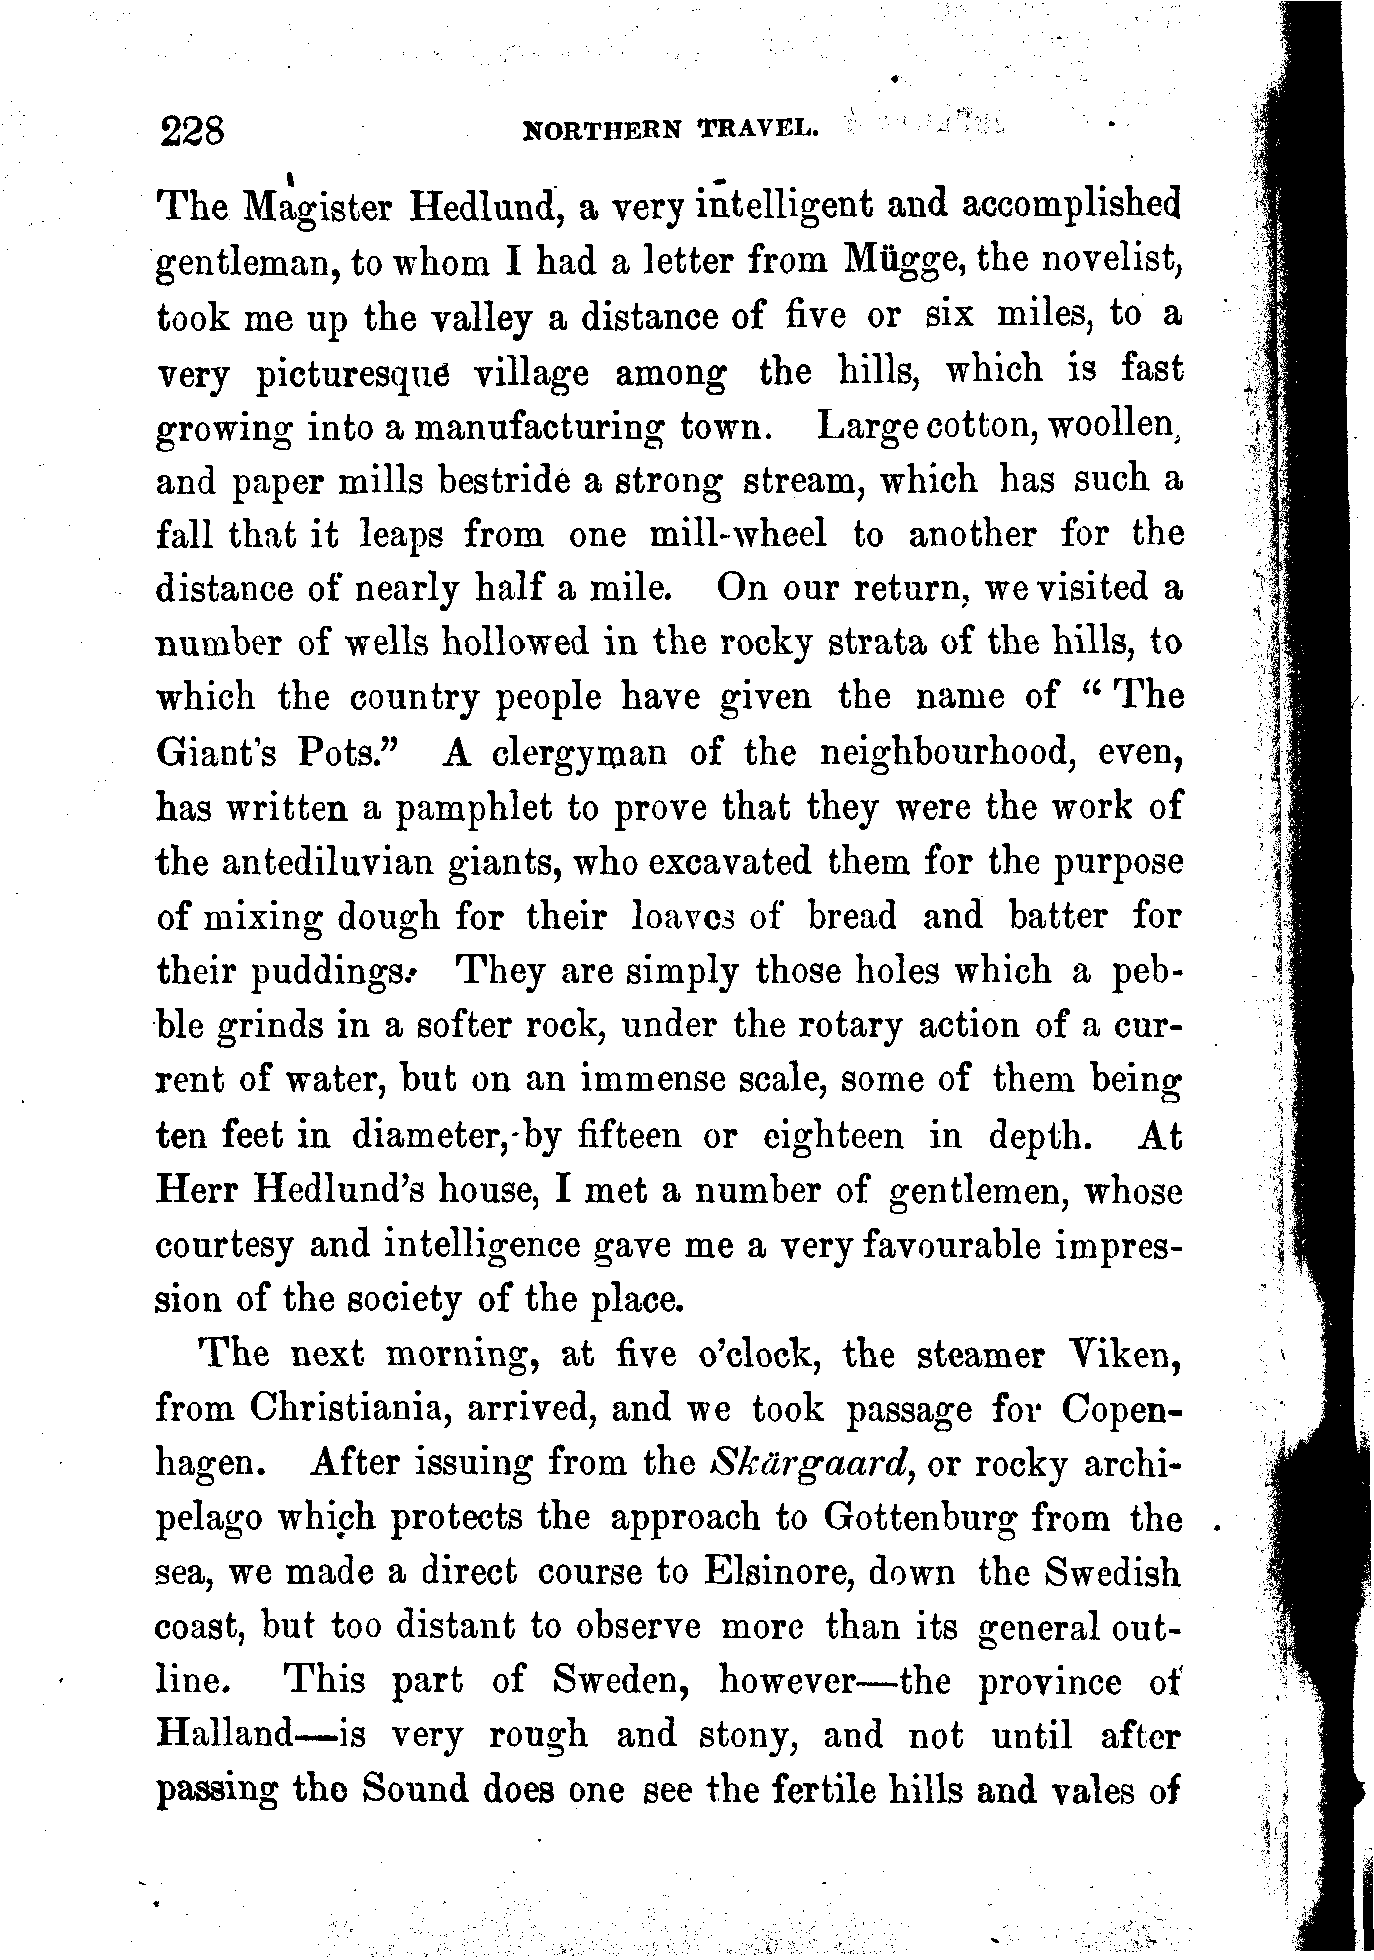 228 NORTHERN TRAVEL.
The Magister Hedlund, a very intelligent and accomplished
gentleman, to whom I had a letter from Mügge, the novelist,
took me up the valley a distance of five or six miles, to a
very picturesque village among the hills, which is fast
growing into a manufacturing town. Large cotton, woollen,
and paper mills bestride a strong stream, which has such a
fall that it leaps from one mill-wheel to another for the
distance of nearly half a mile. On our return, we visited a
number of wells hollowed in the rocky strata of the hills, to
which the country people have given the name of “ The
Giant's Pots.” A clergyman of the neighbourhood, even,
has written a pamphlet to prove that they were the work of
the antediluvian giants, who excavated them for the purpose
of mixing dough for their loaves of bread and batter for
their puddings. They are simply those holes which a peb-
ble grinds in a softer rock, under the rotary action of a cur-
rent of water, but on an immense scale, some of them being
ten feet in diameter, by fifteen or eighteen in depth. At
Herr Hedlund's house, I met a number of gentlemen, whose
courtesy and intelligence gave me a very favourable impres-
sion of the society of the place.
The next morning, at five o'clock, the steamer Viken,
from Christiania, arrived, and we took passage for Copen-
hagen. After issuing from the Skärgaard, or rocky archi-
pelago which protects the approach to Gottenburg from the
sea, we made a direct course to Elsinore, down the Swedish
coast, but too distant to observe more than its general out-
line. This part of Sweden, however—the province of
Halland—is very rough and stony, and not until after
passing the Sound does one see the fertile hills and vales of